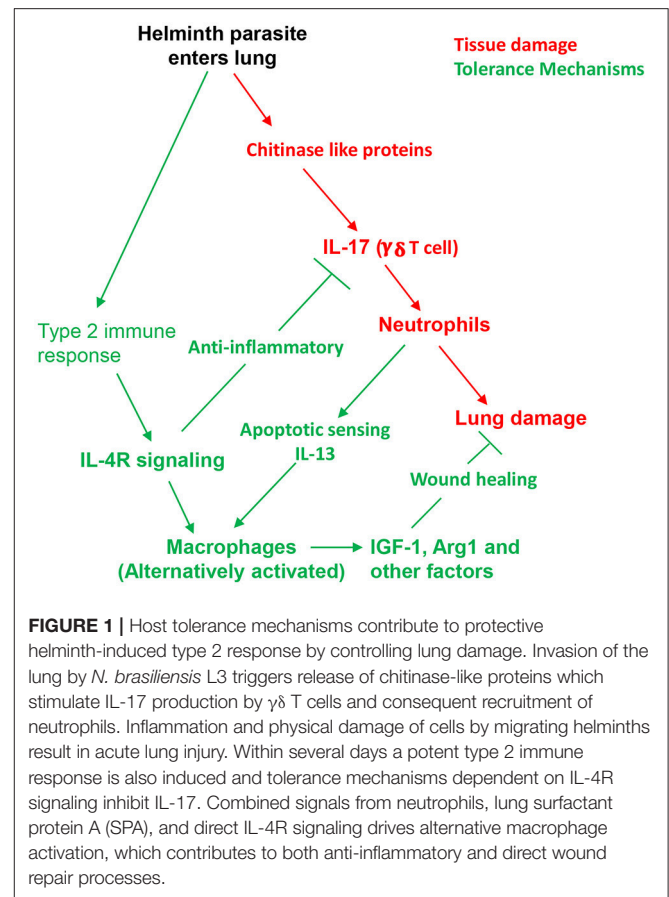 Helminth parasite
enters lung
Tissue damage
Tolerance Mechanisms
Chitinase like proteins
IL-17 (γδ T cell)
Neutrophils
Type 2 immune
response
Anti-inflammatory
Lung damage
Apoptotic sensing
IL-13
IL-4R signaling
Wound healing
Macrophages
(Alternatively activated)
IGF-1, Arg1 and
other factors
FIGURE 1 | Host tolerance mechanisms contribute to protective
helminth-induced type 2 response by controlling lung damage. Invasion of the
lung by N. brasiliensis L3 triggers release of chitinase-like proteins which
stimulate IL-17 production by γδ T cells and consequent recruitment of
neutrophils. Inflammation and physical damage of cells by migrating helminths
result in acute lung injury. Within several days a potent type 2 immune
response is also induced and tolerance mechanisms dependent on IL-4R
signaling inhibit IL-17. Combined signals from neutrophils, lung surfactant
protein A (SPA), and direct IL-4R signaling drives alternative macrophage
activation, which contributes to both anti-inflammatory and direct wound
repair processes.